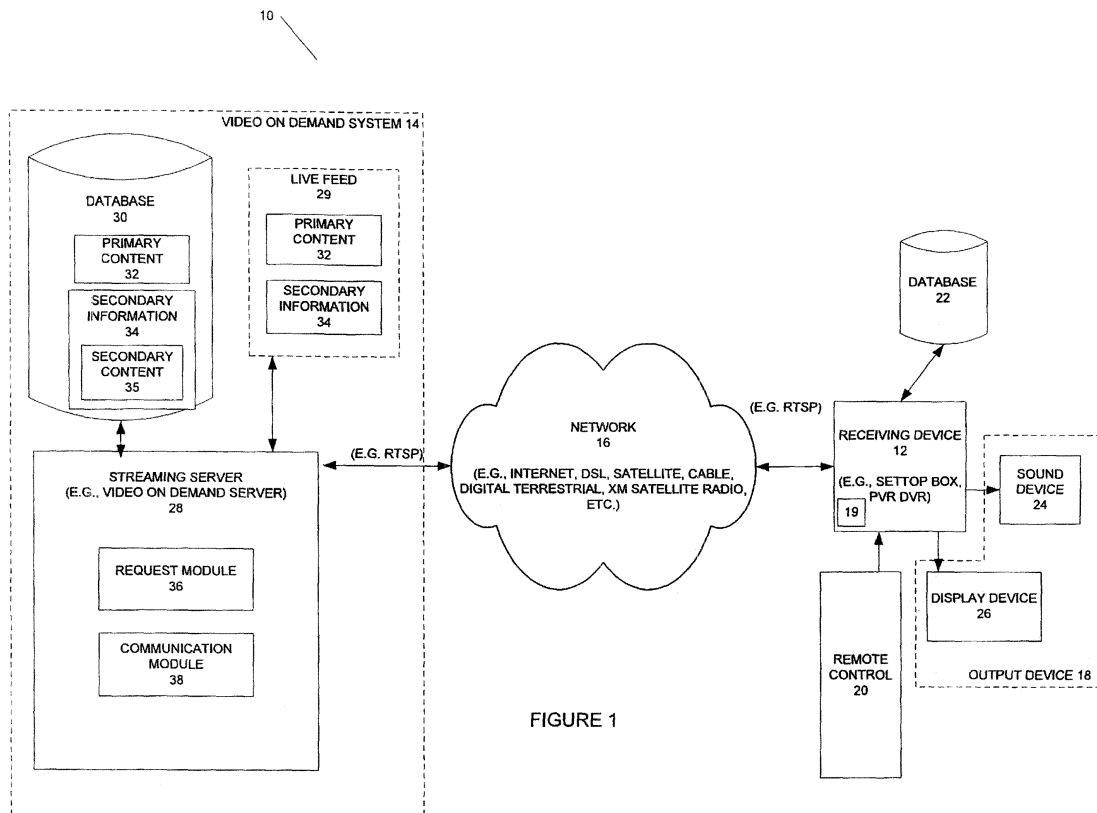 10
VIDEO ON DEMAND SYSTEM 14
DATABASE
30
PRIMARY
CONTENT
32
SECONDARY
INFORMATION
34
SECONDARY
CONTENT
35
LIVE FEED
29
PRIMARY
CONTENT
32
SECONDARY
INFORMATION
34
STREAMING SERVER
(E.G., VIDEO ON DEMAND SERVER)
28
REQUEST MODULE
36
COMMUNICATION
MODULE
38
(E.G. RTSP)
NETWORK
16
(E.G., INTERNET, DSL, SATELLITE, CABLE,
DIGITAL TERRESTRIAL, XM SATELLITE RADIO,
ETC.)
(E.G. RTSP)
DATABASE
22
RECEIVING DEVICE
12
(E.G., SETTOP BOX,
PVR DVR)
19
SOUND
DEVICE
24
DISPLAY DEVICE
26
OUTPUT DEVICE 18
REMOTE
CONTROL
20
FIGURE 1